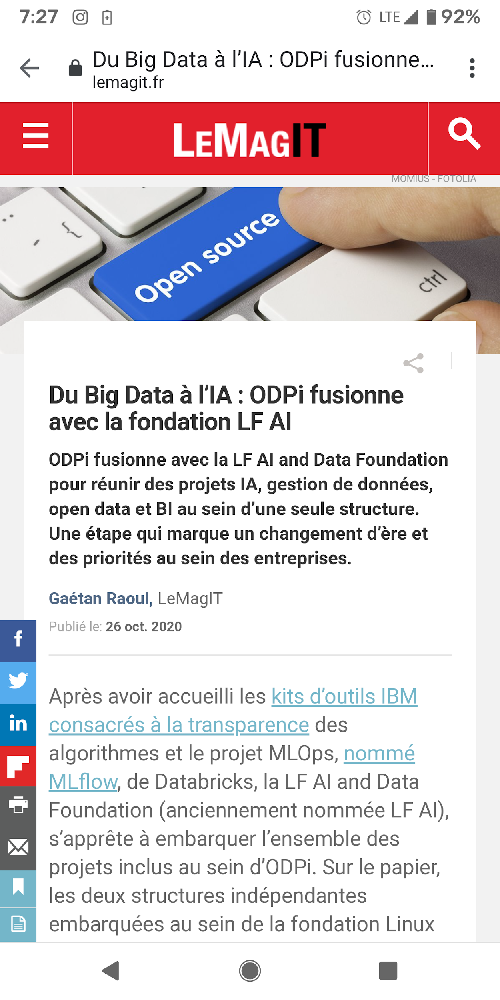 7:27 LTE 92%
Du Big Data à l’IA : ODPi fusionne...
lemagit.fr
LEMAGIT
MOMIUS - FOTOLIA
{
Open source
ctrl
Du Big Data à l’IA : ODPi fusionne
avec la fondation LF AI
ODPi fusionne avec la LF AI and Data Foundation
pour réunir des projets IA, gestion de données,
open data et BI au sein d’une seule structure.
Une étape qui marque un changement d’ère et
des priorités au sein des entreprises.
Gaétan Raoul, LeMagIT
Publié le: 26 oct. 2020
f
in
Après avoir accueilli les kits d’outils IBM
consacrés à la transparence des
algorithmes et le projet MLOps, nommé
MLflow, de Databricks, la LF AI and Data
Foundation (anciennement nommée LF AI),
s’apprête à embarquer l’ensemble des
projets inclus au sein d’ODPi. Sur le papier,
les deux structures indépendantes
embarquées au sein de la fondation Linux